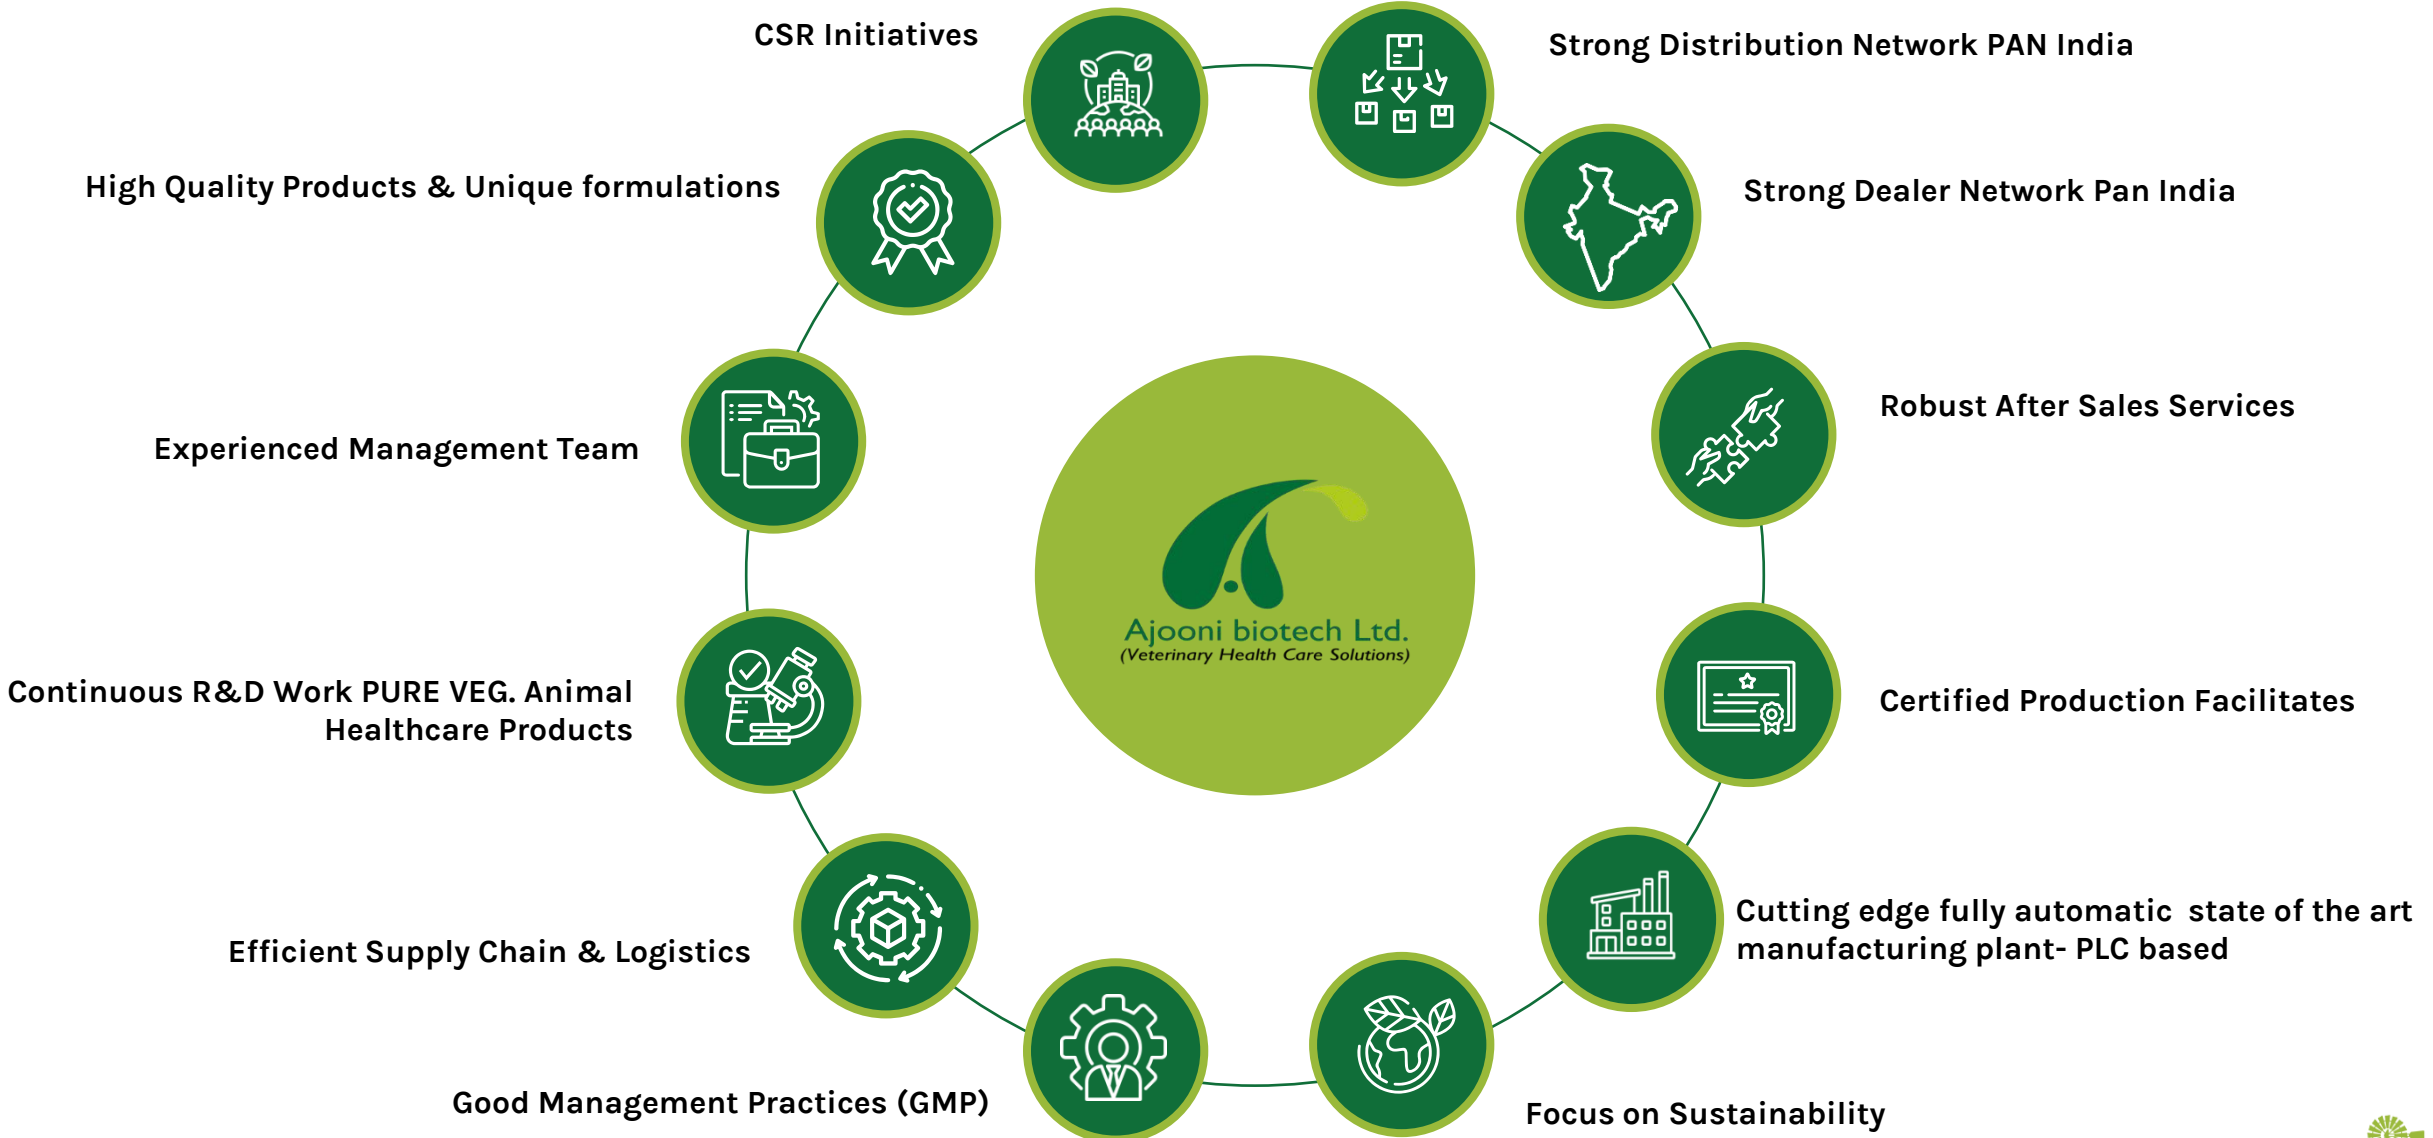 CSR Initiatives
Strong Distribution Network PAN India
High Quality Products & Unique formulations
Strong Dealer Network Pan India
Experienced Management Team
Robust After Sales Services
Ajooni biotech Ltd.
(Veterinary Health Care Solutions)
Continuous R&D Work PURE VEG. Animal
Healthcare Products
Certified Production Facilitates
Efficient Supply Chain & Logistics
Cutting edge fully automatic  state of the art
manufacturing plant- PLC based
Good Management Practices (GMP)
Focus on Sustainability